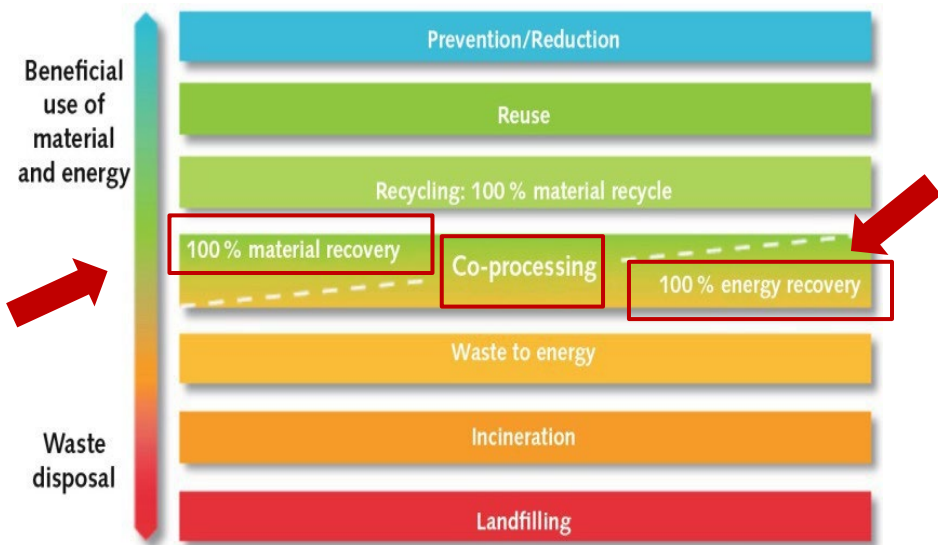 Prevention/Reduction
Beneficial
use of
material
and energy
Reuse
Recycling: 100 % material recycle
100 % material recovery
Co-processing
100 % energy recovery
Waste to energy
Incineration
Waste
disposal
Landfilling